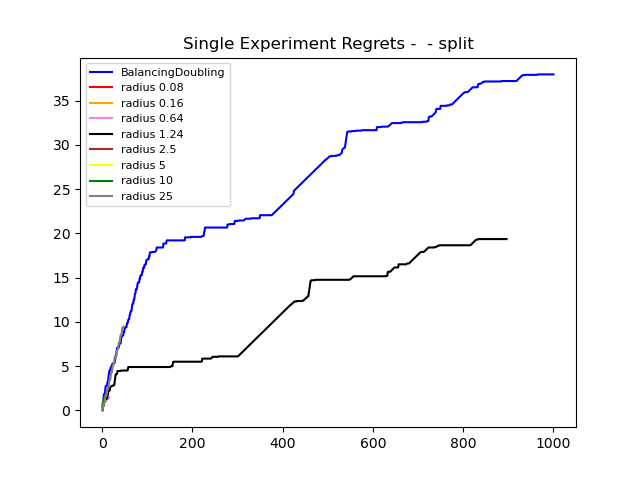 Single Experiment Regrets -  - split
BalancingDoubling
radius 0.08
radius 0.16
radius 0.64
radius 1.24
radius 2.5
radius 5
radius 10
radius 25
35
30
25
20
15
10
5
0
0 200 400 600 800 1000